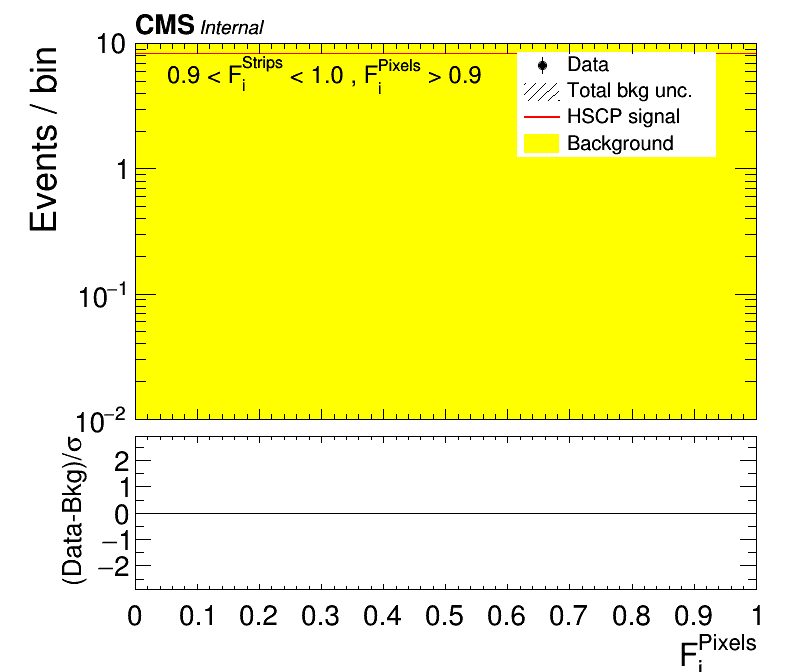 CMS Internal
Events / bin
10
1
10⁻¹
10⁻²
0.9 < F_i^Strips < 1.0 , F_i^Pixels > 0.9
Data
Total bkg unc.
HSCP signal
Background
(Data-Bkg)/σ
2
1
0
−1
−2
0 0.1 0.2 0.3 0.4 0.5 0.6 0.7 0.8 0.9 1
F_i^Pixels